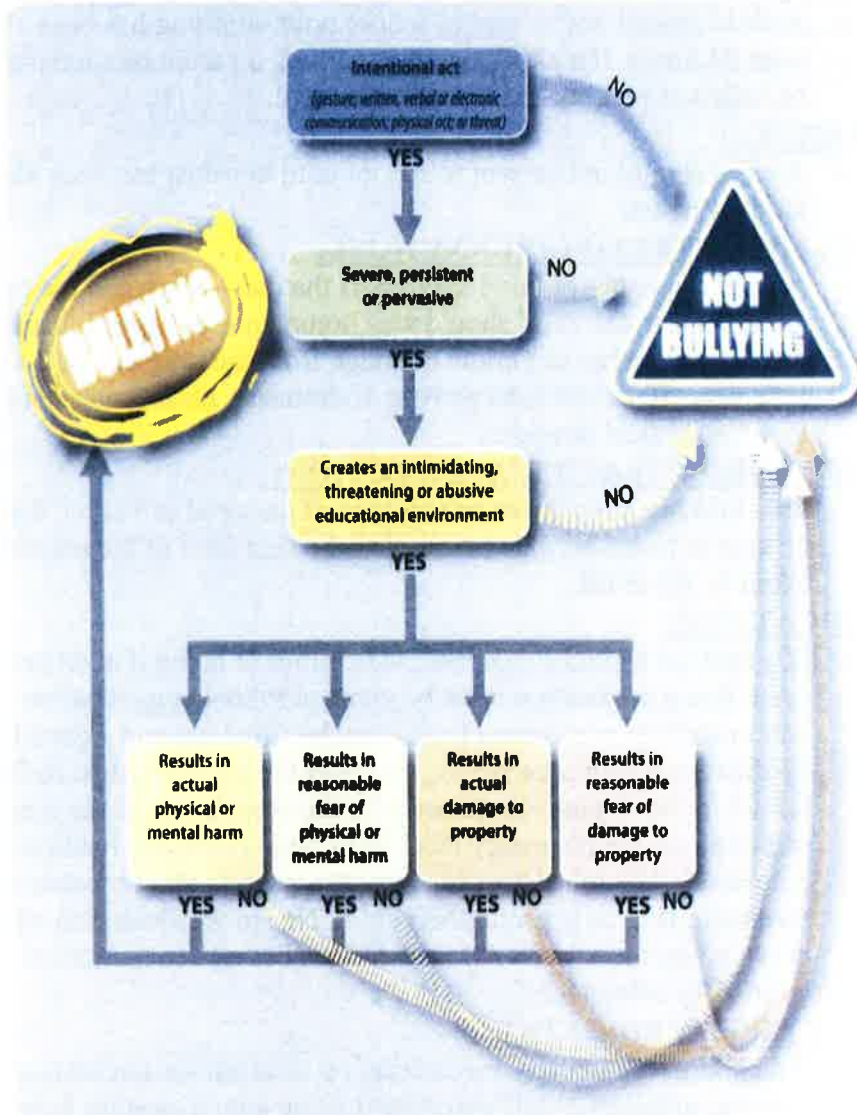 Intentional act
(gesture; written, verbal or electronic
communication; physical act; or threat)
NO
YES
Severe, persistent
or pervasive
NO
NOT
BULLYING
BULLYING
YES
Creates an intimidating,
threatening or abusive
educational environment
NO
YES
Results in
actual
physical or
mental harm
Results in
reasonable
fear of
physical or
mental harm
Results in
actual
damage to
property
Results in
reasonable
fear of
damage to
property
YES NO
YES NO
YES NO
YES NO